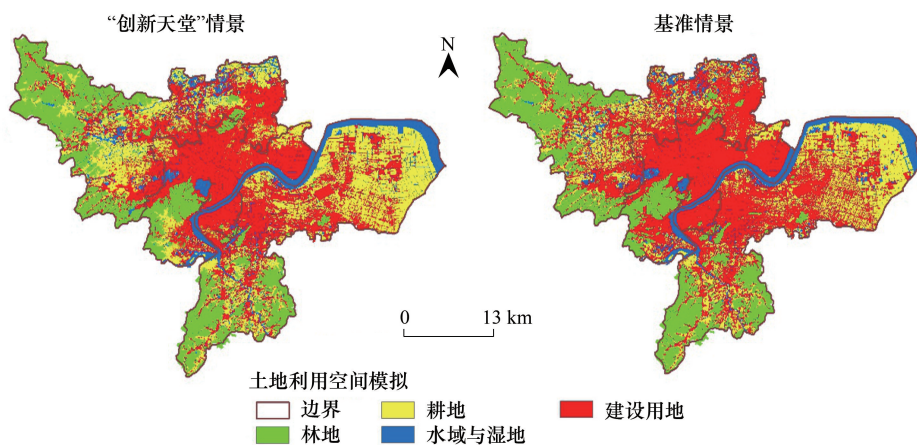 “创新天堂”情景
基准情景
N
0 13 km
土地利用空间模拟
边界 耕地 建设用地
林地 水域与湿地